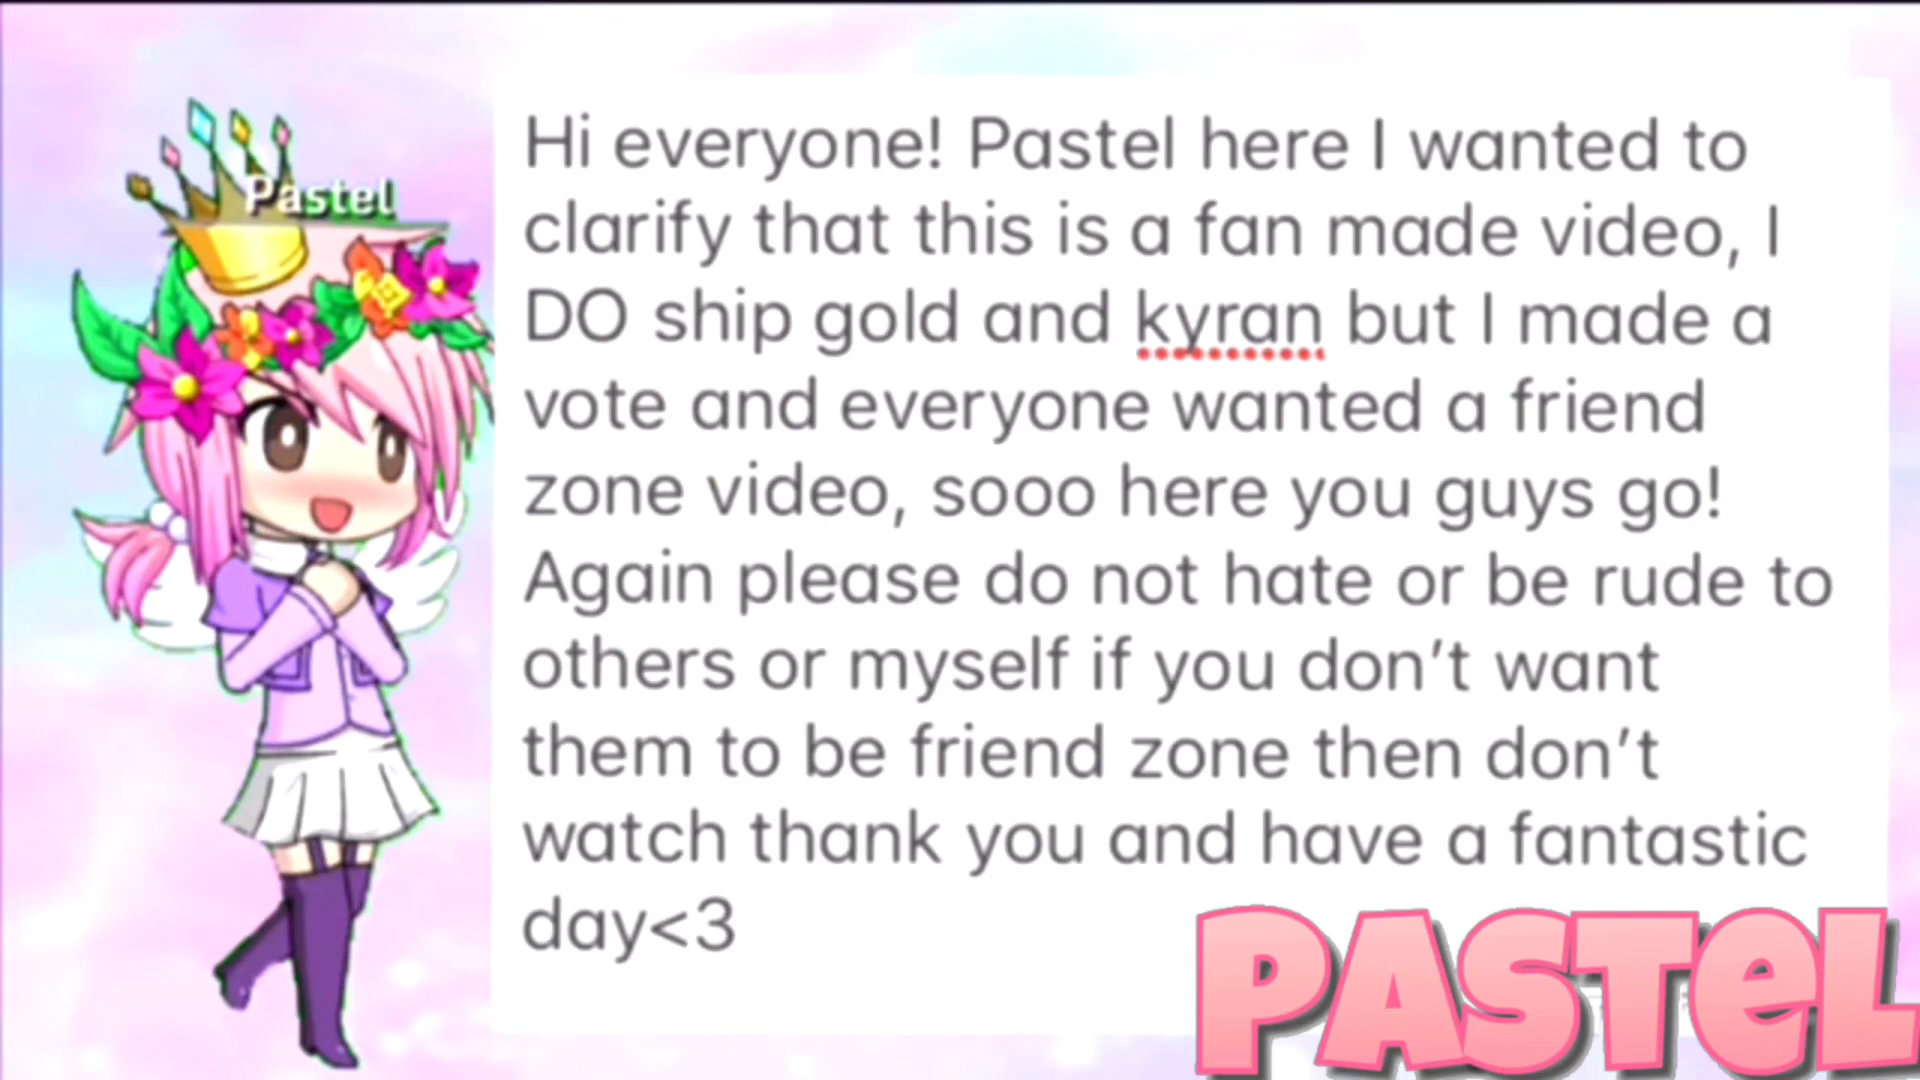 Pastel
Hi everyone! Pastel here I wanted to
clarify that this is a fan made video, I
DO ship gold and kyran but I made a
vote and everyone wanted a friend
zone video, sooo here you guys go!
Again please do not hate or be rude to
others or myself if you don’t want
them to be friend zone then don’t
watch thank you and have a fantastic
day<3
PASTeL